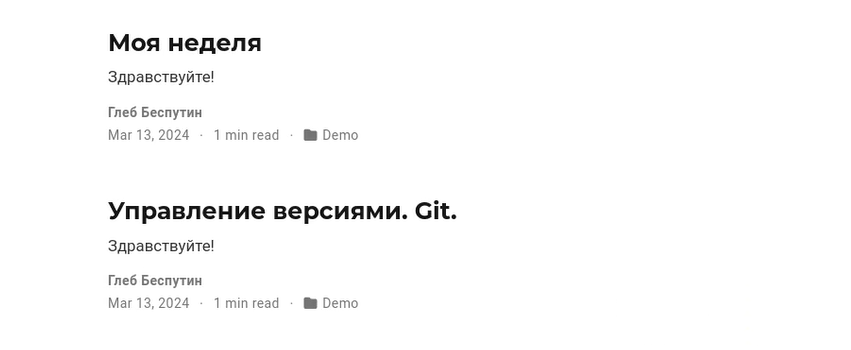 Моя неделя
Здравствуйте!
Глеб Беспутин
Mar 13, 2024 · 1 min read · Demo
Управление версиями. Git.
Здравствуйте!
Глеб Беспутин
Mar 13, 2024 · 1 min read · Demo